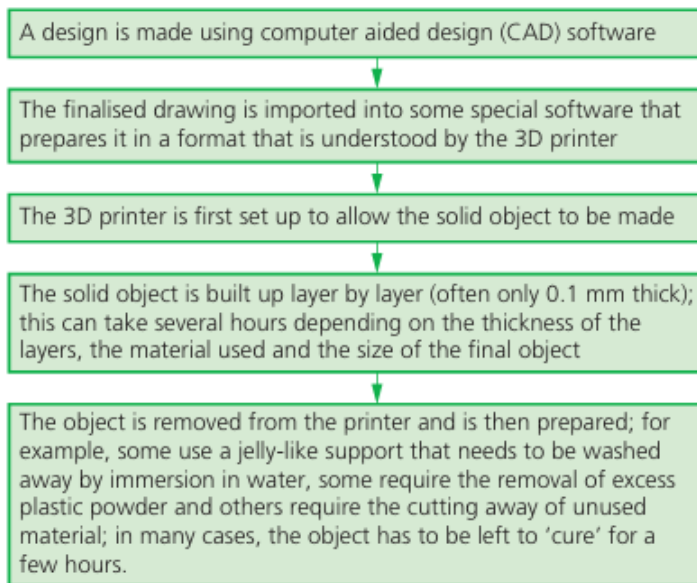 A design is made using computer aided design (CAD) software
The finalised drawing is imported into some special software that
prepares it in a format that is understood by the 3D printer
The 3D printer is first set up to allow the solid object to be made
The solid object is built up layer by layer (often only 0.1 mm thick);
this can take several hours depending on the thickness of the
layers, the material used and the size of the final object
The object is removed from the printer and is then prepared; for
example, some use a jelly-like support that needs to be washed
away by immersion in water, some require the removal of excess
plastic powder and others require the cutting away of unused
material; in many cases, the object has to be left to ‘cure’ for a
few hours.